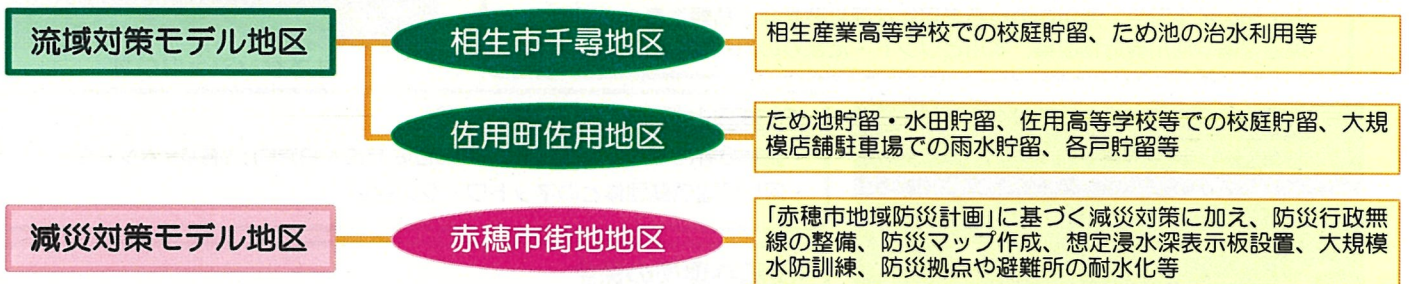 流域対策モデル地区
相生市千尋地区
相生産業高等学校での校庭貯留、ため池の治水利用等
佐用町佐用地区
ため池貯留・水田貯留、佐用高等学校等での校庭貯留、大規
模店舗駐車場での雨水貯留、各戸貯留等
減災対策モデル地区
赤穂市街地地区
「赤穂市地域防災計画」に基づく減災対策に加え、防災行政無
線の整備、防災マップ作成、想定浸水深表示板設置、大規模
水防訓練、防災拠点や避難所の耐水化等